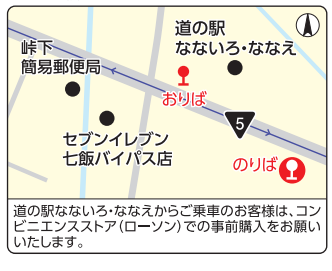 道の駅
なないろ・ななえ
峠下
簡易郵便局
おりば
5
セブンイレブン
七飯バイパス店
のりば
道の駅なないろ・ななえからご乗車のお客様は、コン
ビニエンスストア（ローソン）での事前購入をお願い
いたします。